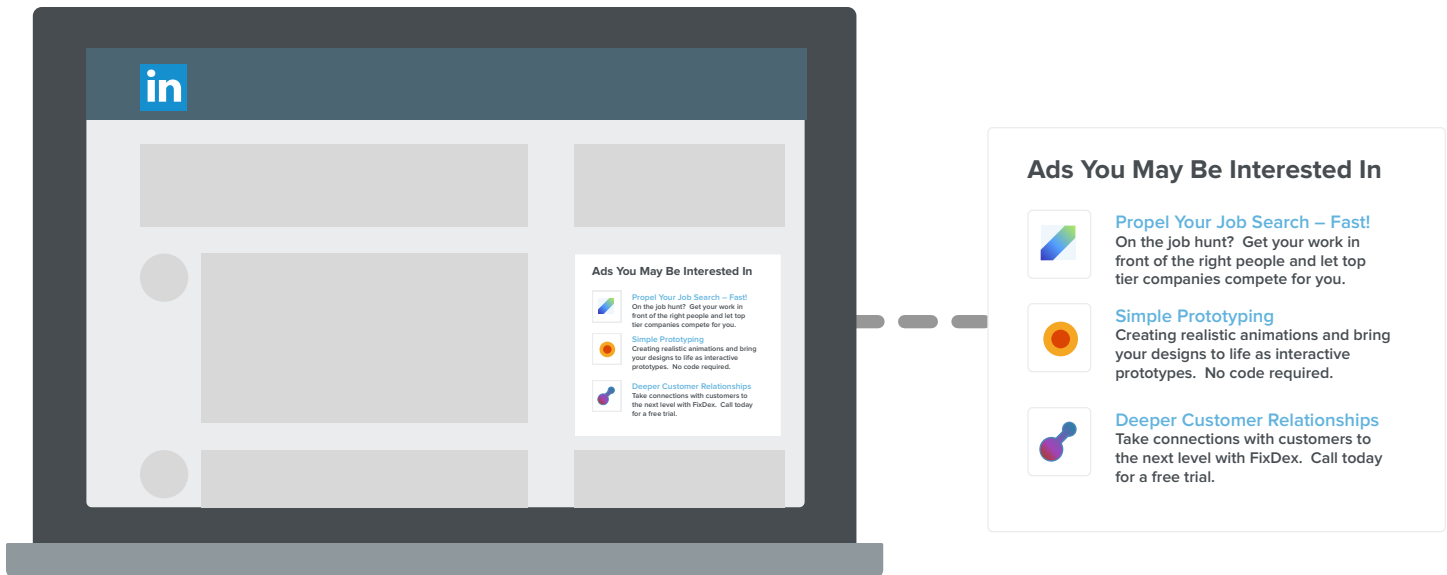 in
Ads You May Be Interested In
Propel Your Job Search – Fast!
On the job hunt?  Get your work in
front of the right people and let top
tier companies compete for you.
Simple Prototyping
Creating realistic animations and bring
your designs to life as interactive
prototypes.  No code required.
Deeper Customer Relationships
Take connections with customers to
the next level with FixDex.  Call today
for a free trial.
Ads You May Be Interested In
Propel Your Job Search – Fast!
On the job hunt?  Get your work in
front of the right people and let top
tier companies compete for you.
Simple Prototyping
Creating realistic animations and bring
your designs to life as interactive
prototypes.  No code required.
Deeper Customer Relationships
Take connections with customers to
the next level with FixDex.  Call today
for a free trial.